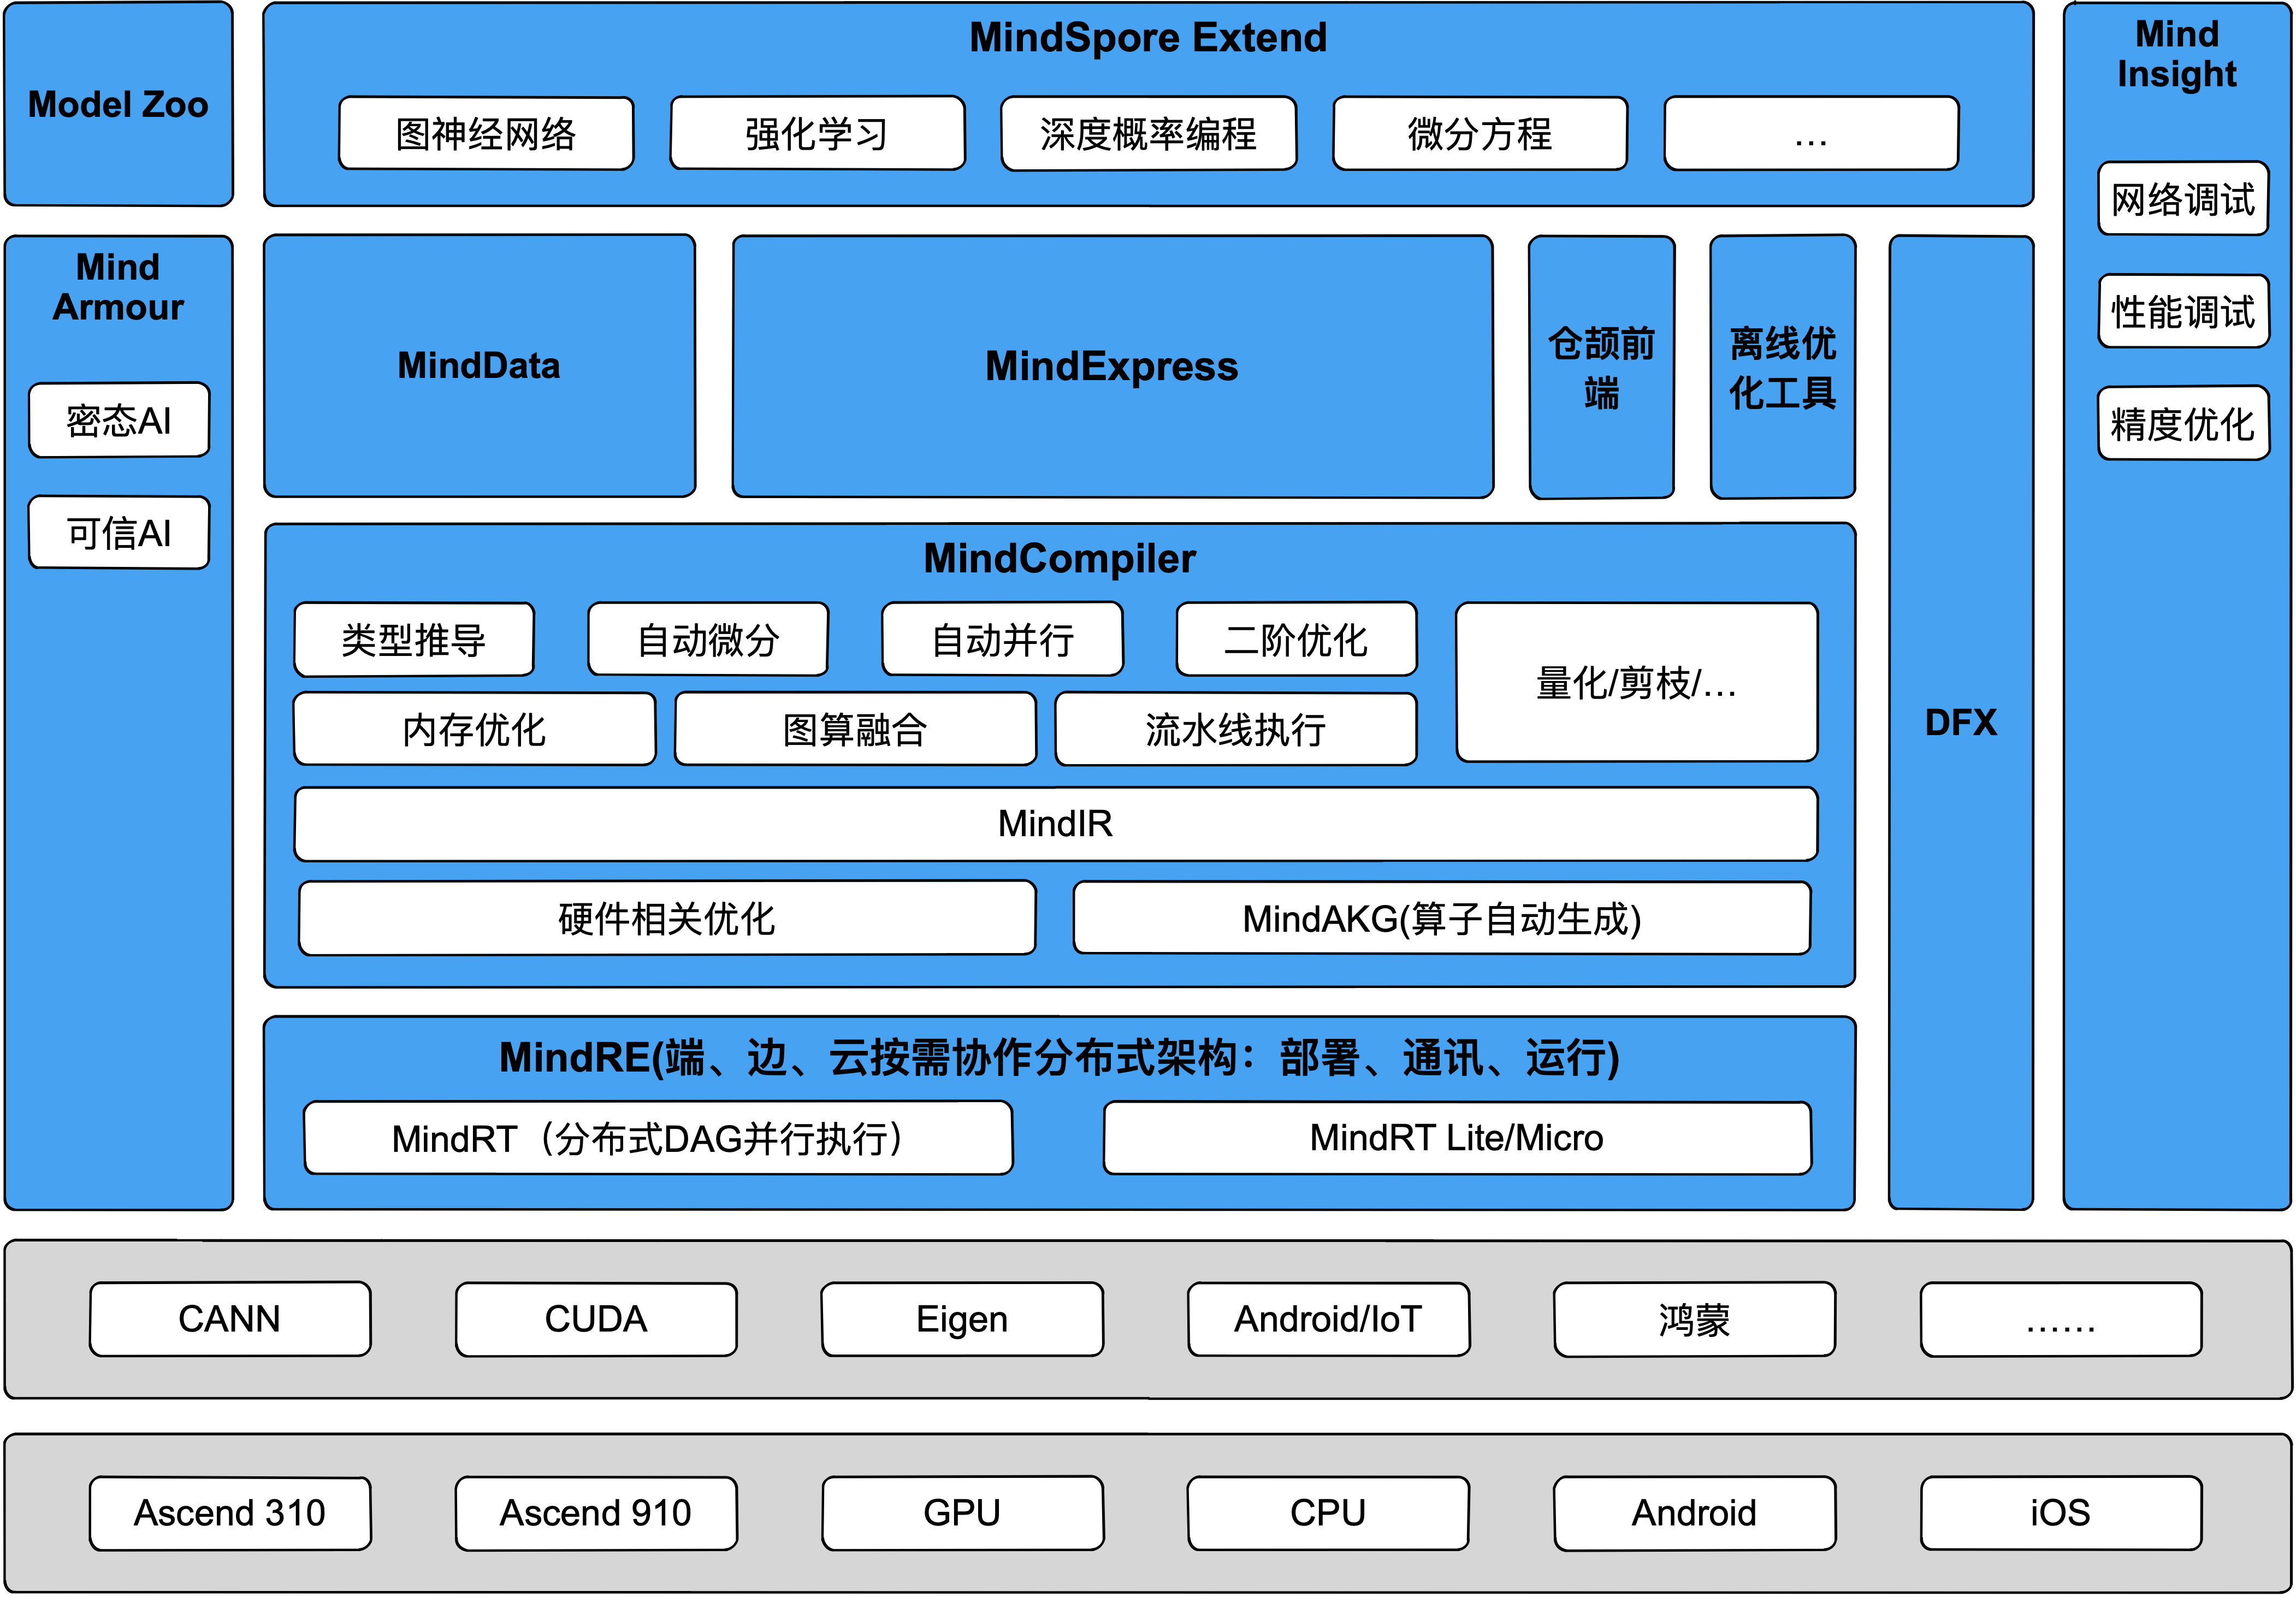 Model Zoo
MindSpore Extend
图神经网络
强化学习
深度概率编程
微分方程
...
Mind
Insight
网络调试
性能调试
精度优化
Mind
Armour
密态AI
可信AI
MindData
MindExpress
仓颉前
端
离线优
化工具
DFX
MindCompiler
类型推导
自动微分
自动并行
二阶优化
量化/剪枝/...
内存优化
图算融合
流水线执行
MindIR
硬件相关优化
MindAKG(算子自动生成)
MindRE(端、边、云按需协作分布式架构：部署、通讯、运行)
MindRT（分布式DAG并行执行）
MindRT Lite/Micro
CANN
CUDA
Eigen
Android/IoT
鸿蒙
......
Ascend 310
Ascend 910
GPU
CPU
Android
iOS